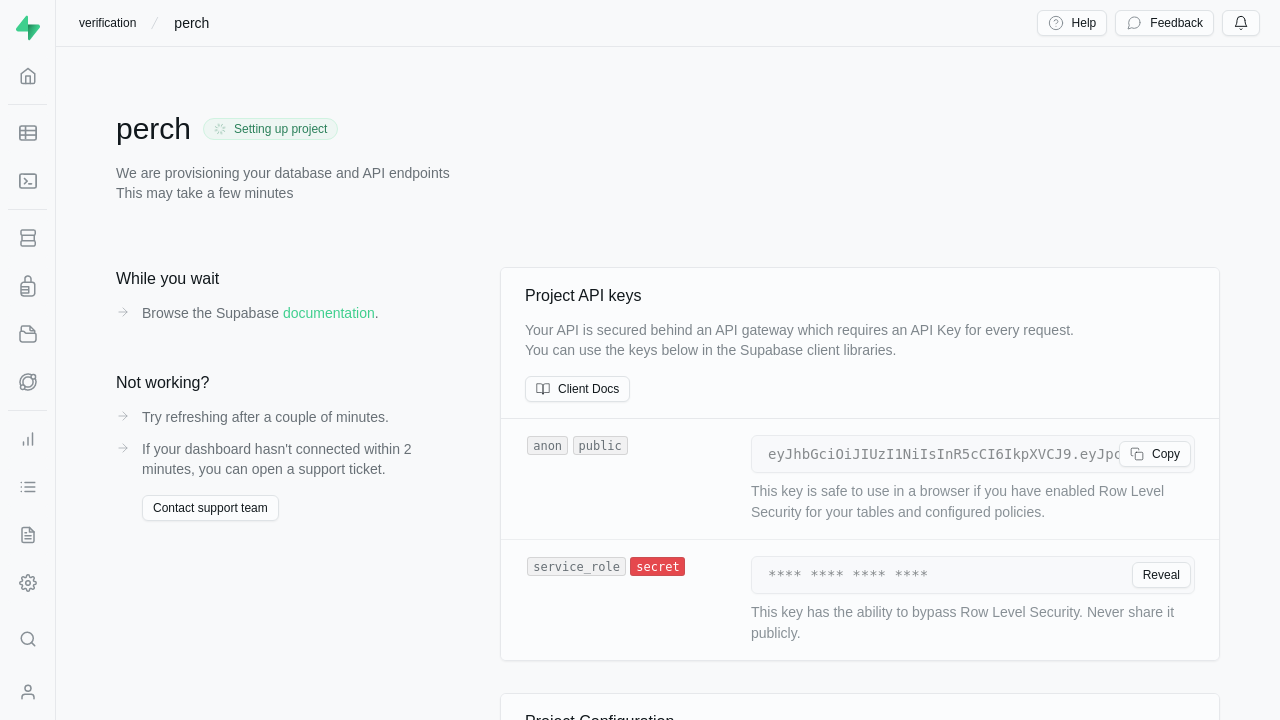 verification / perch
Help
Feedback
perch
Setting up project
We are provisioning your database and API endpoints
This may take a few minutes
While you wait
Browse the Supabase documentation.
Not working?
Try refreshing after a couple of minutes.
If your dashboard hasn't connected within 2
minutes, you can open a support ticket.
Contact support team
Project API keys
Your API is secured behind an API gateway which requires an API Key for every request.
You can use the keys below in the Supabase client libraries.
Client Docs
anon public
eyJhbGciOiJIUzI1NiIsInR5cCI6IkpXVCJ9.eyJpc
Copy
This key is safe to use in a browser if you have enabled Row Level
Security for your tables and configured policies.
service_role secret
**** **** **** ****
Reveal
This key has the ability to bypass Row Level Security. Never share it
publicly.
Project Configuration